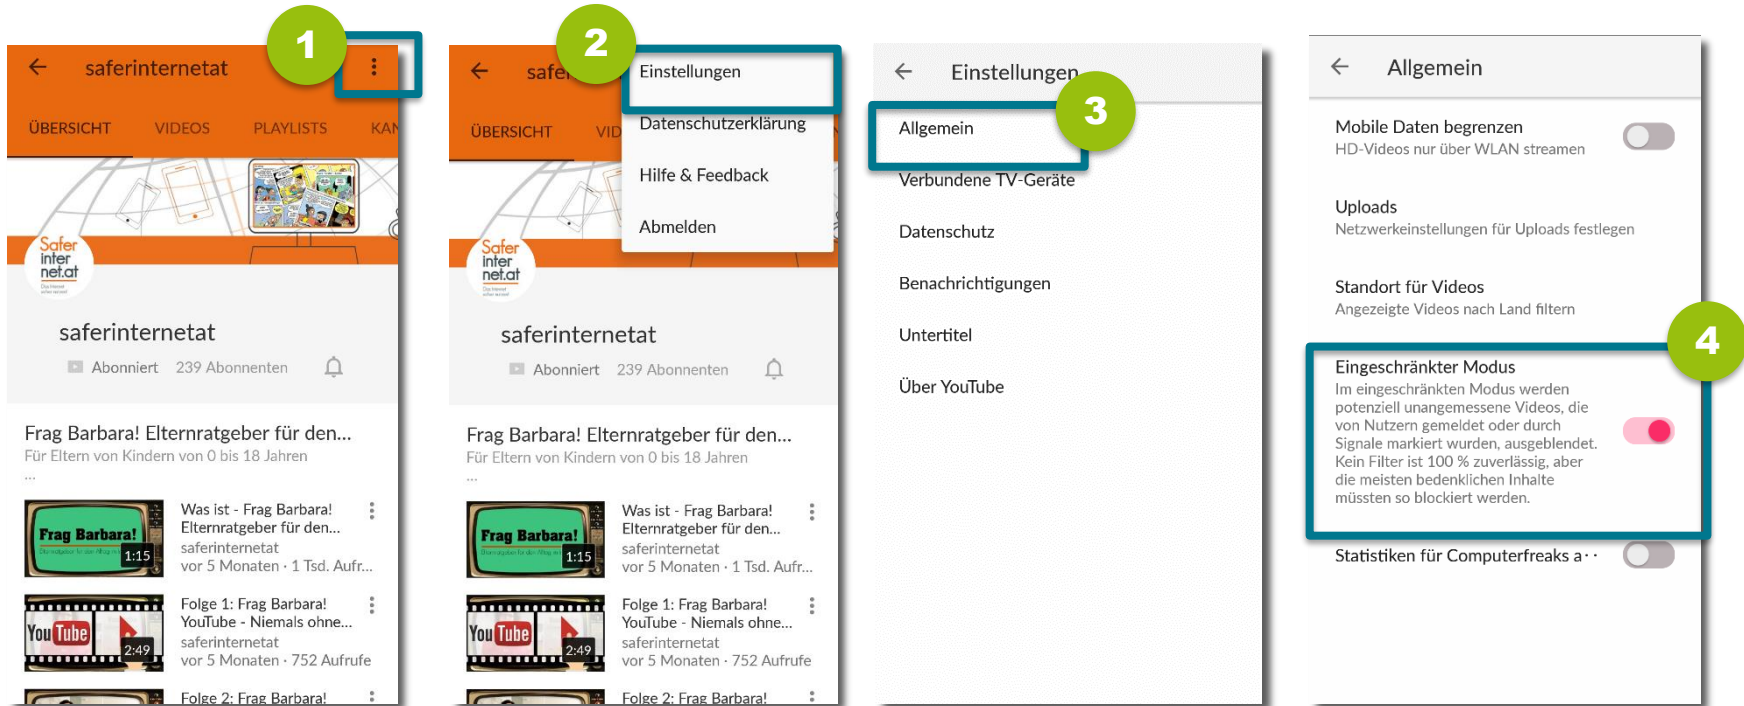 1
saferinternetat
ÜBERSICHT VIDEOS PLAYLISTS KAN
Safer
inter
net.at
saferinternetat
Abonniert 239 Abonnenten
Frag Barbara! Elternratgeber für den...
Für Eltern von Kindern von 0 bis 18 Jahren
...
Frag Barbara!
1:15
Was ist - Frag Barbara!
Elternratgeber für den...
saferinternetat
vor 5 Monaten · 1 Tsd. Aufr...
You Tube
2:49
Folge 1: Frag Barbara!
YouTube - Niemals ohne...
saferinternetat
vor 5 Monaten · 752 Aufrufe
Folge 2: Frag Barbara!
2
safer
Einstellungen
Datenschutzerklärung
Hilfe & Feedback
Abmelden
ÜBERSICHT VID
Safer
inter
net.at
saferinternetat
Abonniert 239 Abonnenten
Frag Barbara! Elternratgeber für den...
Für Eltern von Kindern von 0 bis 18 Jahren
...
Frag Barbara!
1:15
Was ist - Frag Barbara!
Elternratgeber für den...
saferinternetat
vor 5 Monaten · 1 Tsd. Aufr...
You Tube
2:49
Folge 1: Frag Barbara!
YouTube - Niemals ohne...
saferinternetat
vor 5 Monaten · 752 Aufrufe
Folge 2: Frag Barbara!
Einstellungen
3
Allgemein
Verbundene TV-Geräte
Datenschutz
Benachrichtigungen
Untertitel
Über YouTube
Allgemein
Mobile Daten begrenzen
HD-Videos nur über WLAN streamen
Uploads
Netzwerkeinstellungen für Uploads festlegen
Standort für Videos
Angezeigte Videos nach Land filtern
4
Eingeschränkter Modus
Im eingeschränkten Modus werden
potenziell unangemessene Videos, die
von Nutzern gemeldet oder durch
Signale markiert wurden, ausgeblendet.
Kein Filter ist 100 % zuverlässig, aber
die meisten bedenklichen Inhalte
müssten so blockiert werden.
Statistiken für Computerfreaks a··